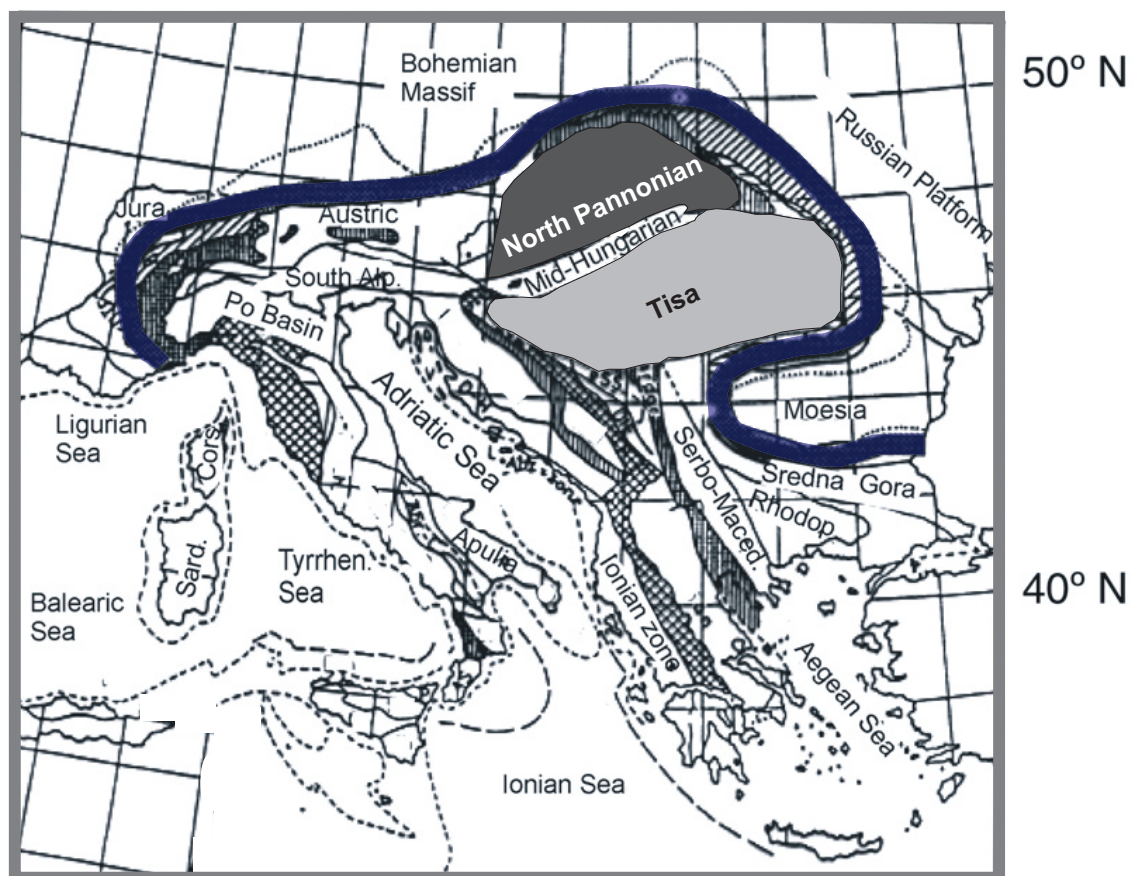 50º N
Bohemian
Massif
Russian Platform
Jura
Austric
North Pannonian
Mid-Hungarian
South Alp.
Tisa
Po Basin
Adriatic Sea
Moesia
Ligurian
Sea
Cors.
Serbo-Maced.
Sredna Gora
Rhodop
Apulia
Tyrrhen.
Sea
Sard.
Ionian zone
40º N
Balearic
Sea
Aegean Sea
Ionian Sea